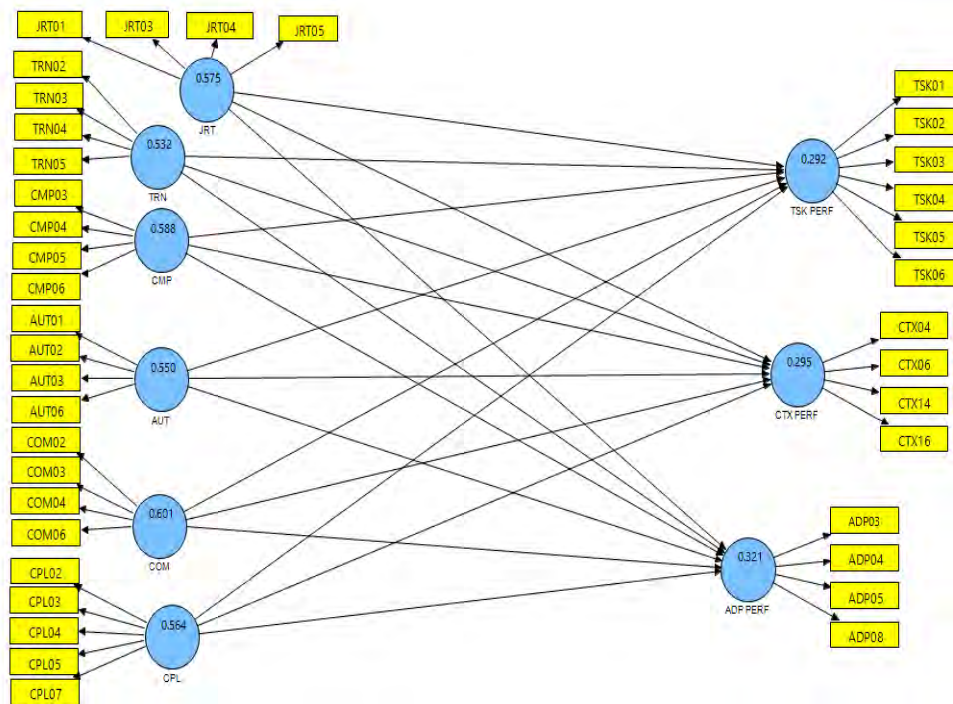 JRT01
JRT03
JRT04
JRT05
TRN02
TRN03
TRN04
TRN05
CMP03
CMP04
CMP05
CMP06
AUT01
AUT02
AUT03
AUT06
COM02
COM03
COM04
COM06
CPL02
CPL03
CPL04
CPL05
CPL07
0.575
JRT
0.532
TRN
0.588
CMP
0.550
AUT
0.601
COM
0.564
CPL
0.292
TSK PERF
0.295
CTX PERF
0.321
ADP PERF
TSK01
TSK02
TSK03
TSK04
TSK05
TSK06
CTX04
CTX06
CTX14
CTX16
ADP03
ADP04
ADP05
ADP08